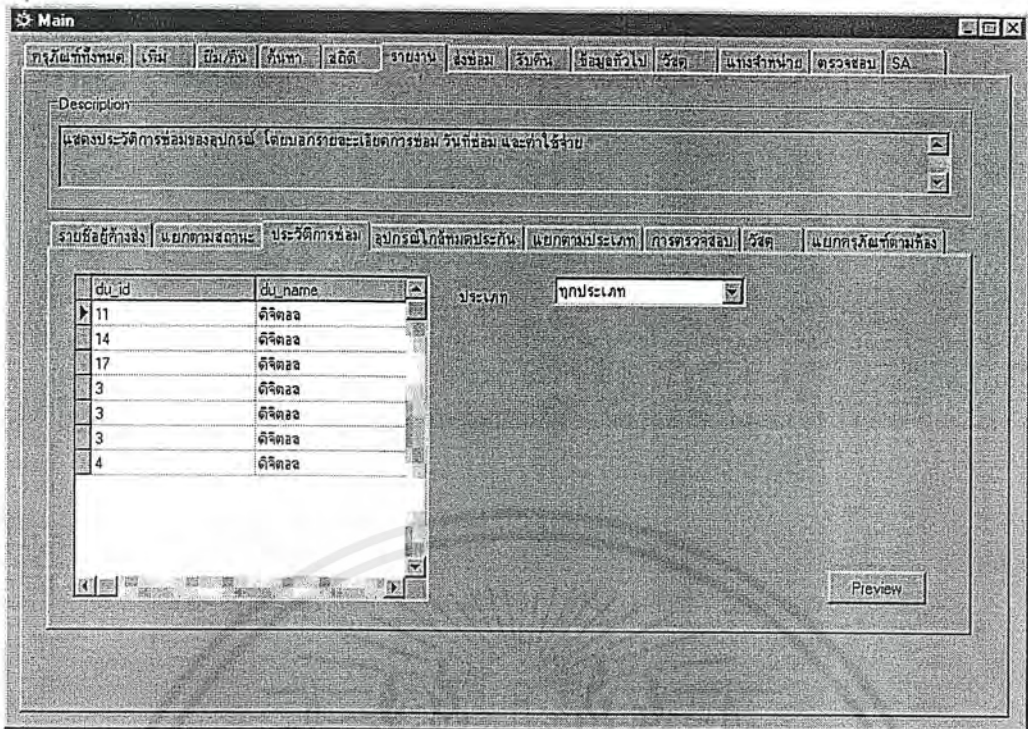 Main
ครุภัณฑ์ทั้งหมด เพิ่ม ยืม/คืน ค้นหา สถิติ รายงาน ส่งซ่อม รับคืน ข้อมูลทั่วไป วัสดุ แทงจำหน่าย ตรวจสอบ SA
Description
แสดงประวัติการซ่อมของอุปกรณ์ โดยบอกรายละเอียดการซ่อม วันที่ซ่อม และค่าใช้จ่าย
รายชื่อผู้ค้างส่ง แยกตามสถานะ ประวัติการซ่อม อุปกรณ์ใกล้หมดประกัน แยกตามประเภท การตรวจสอบ วัสดุ แยกครุภัณฑ์ตามห้อง
du_id du_name
ประเภท ทุกประเภท
11 ดิจิตอล
14 ดิจิตอล
17 ดิจิตอล
3 ดิจิตอล
3 ดิจิตอล
3 ดิจิตอล
4 ดิจิตอล
Preview